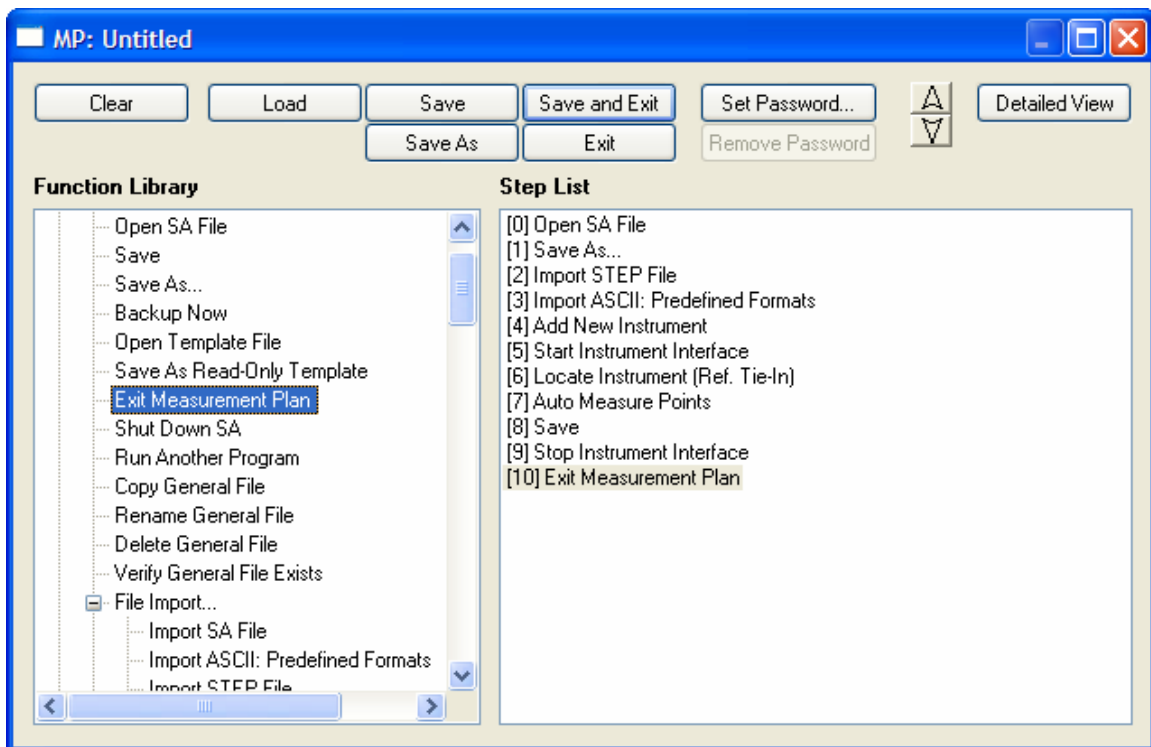 MP: Untitled
Clear
Load
Save
Save and Exit
Set Password...
Detailed View
Save As
Exit
Remove Password
Function Library
Open SA File
Save
Save As...
Backup Now
Open Template File
Save As Read-Only Template
Exit Measurement Plan
Shut Down SA
Run Another Program
Copy General File
Rename General File
Delete General File
Verify General File Exists
File Import...
Import SA File
Import ASCII: Predefined Formats
Import STEP File
Step List
[0] Open SA File
[1] Save As...
[2] Import STEP File
[3] Import ASCII: Predefined Formats
[4] Add New Instrument
[5] Start Instrument Interface
[6] Locate Instrument (Ref. Tie-In)
[7] Auto Measure Points
[8] Save
[9] Stop Instrument Interface
[10] Exit Measurement Plan